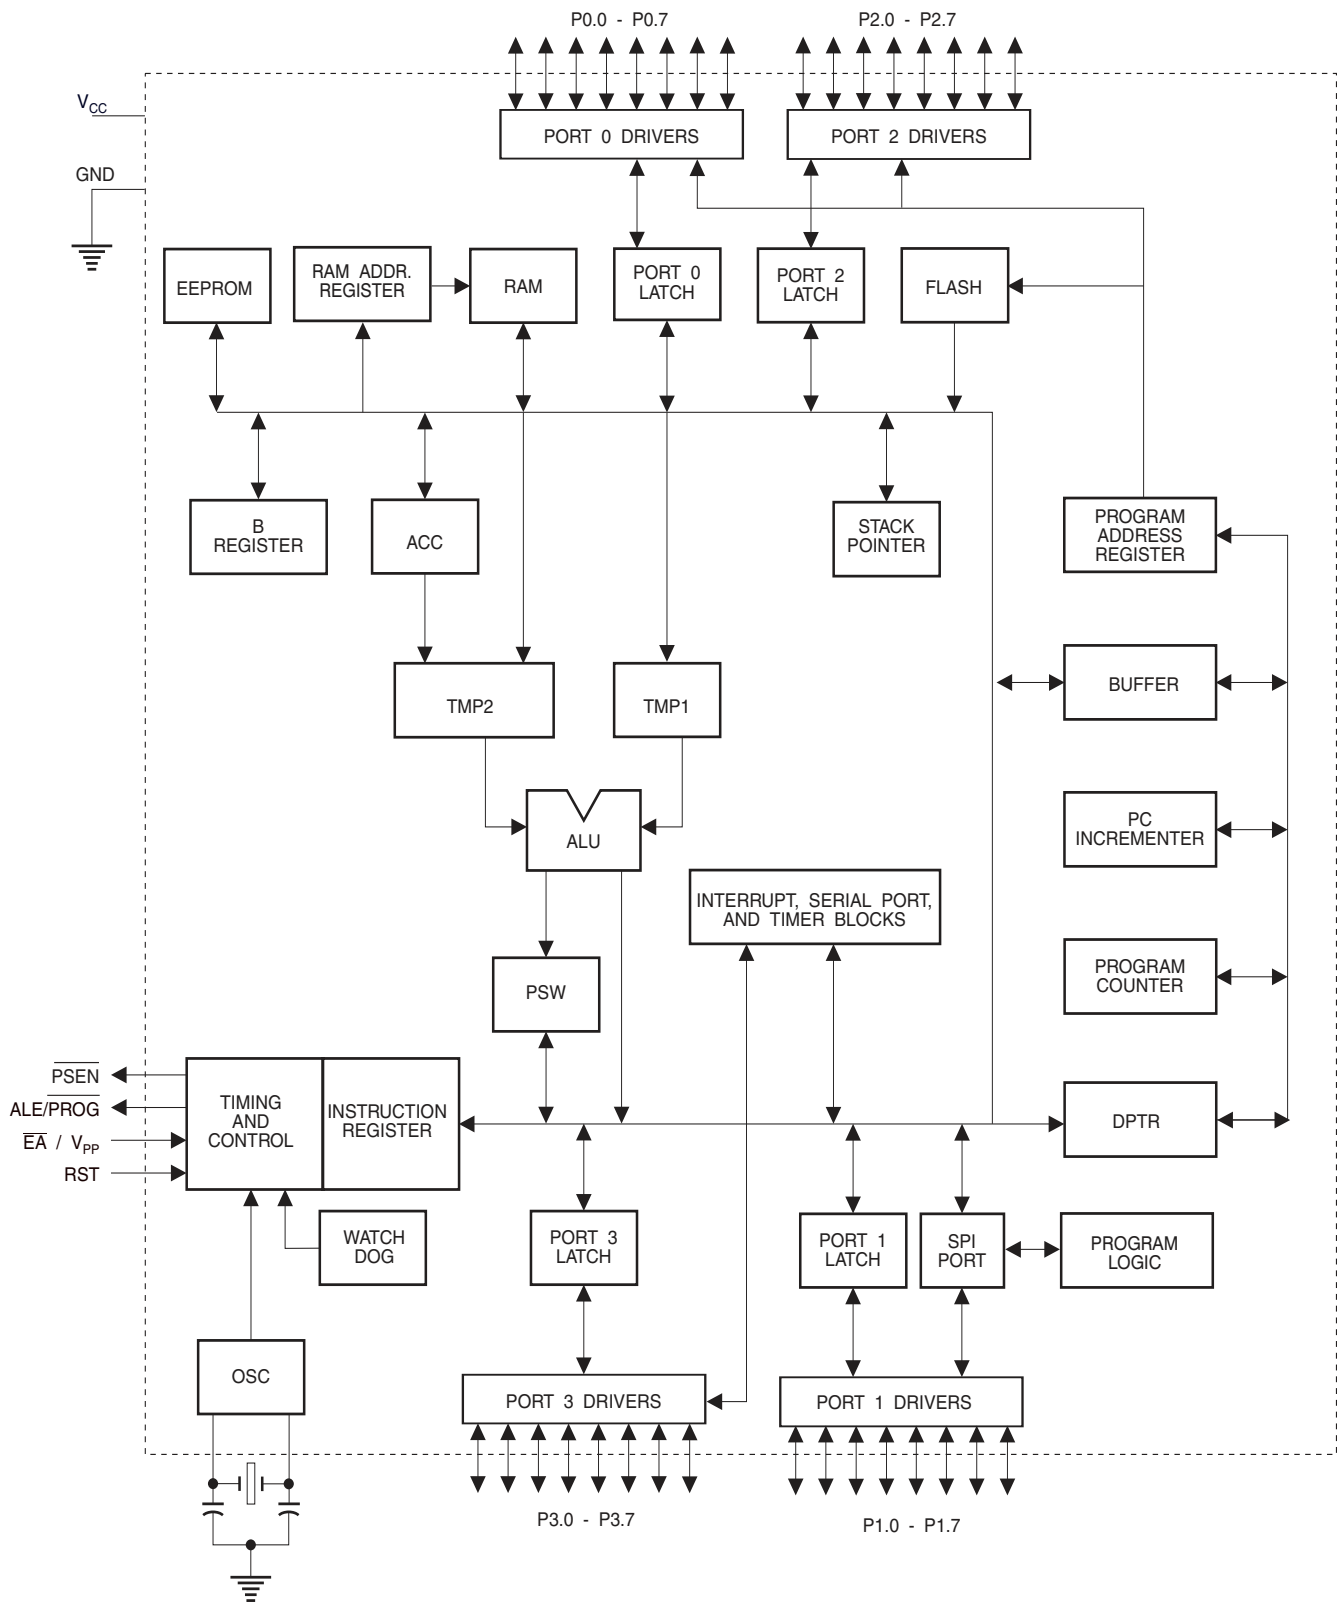 P0.0 - P0.7
P2.0 - P2.7
VCC
PORT 0 DRIVERS
PORT 2 DRIVERS
GND
EEPROM
RAM ADDR.
REGISTER
RAM
PORT 0
LATCH
PORT 2
LATCH
FLASH
B
REGISTER
ACC
STACK
POINTER
PROGRAM
ADDRESS
REGISTER
TMP2
TMP1
BUFFER
ALU
PC
INCREMENTER
INTERRUPT, SERIAL PORT,
AND TIMER BLOCKS
PSW
PROGRAM
COUNTER
PSEN
ALE/PROG
EA / VPP
RST
TIMING
AND
CONTROL
INSTRUCTION
REGISTER
DPTR
WATCH
DOG
PORT 3
LATCH
PORT 1
LATCH
SPI
PORT
PROGRAM
LOGIC
OSC
PORT 3 DRIVERS
PORT 1 DRIVERS
P3.0 - P3.7
P1.0 - P1.7